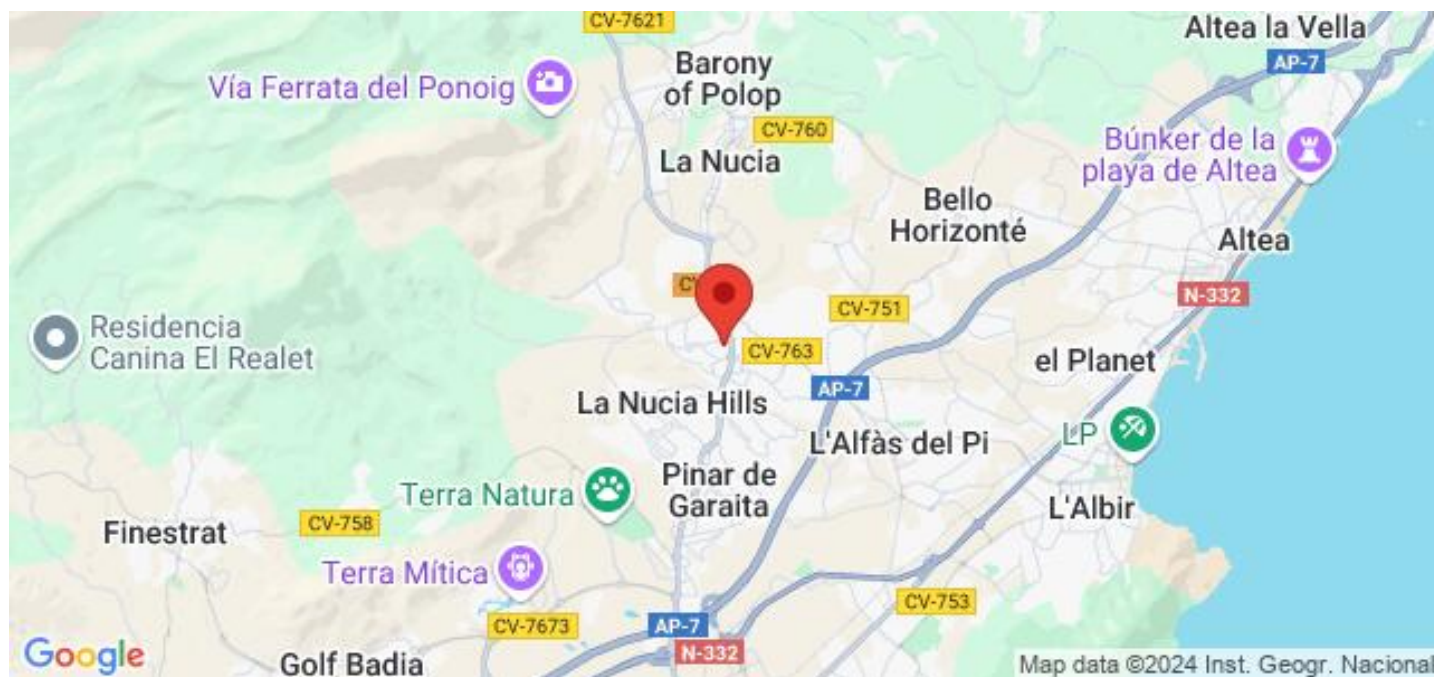 CV-7621
Altea la Vella
AP-7
Vía Ferrata del Ponoig
Barony
of Polop
CV-760
Búnker de la
playa de Altea
La Nucia
Bello
Horizonté
Altea
N-332
CV-751
Residencia
Canina El Realet
CV-763
el Planet
AP-7
La Nucia Hills
L'Alfàs del Pi
LP
Pinar de
Garaita
Terra Natura
L'Albir
CV-758
Finestrat
Terra Mítica
CV-753
CV-7673
AP-7
N-332
Google
Golf Badia
Map data ©2024 Inst. Geogr. Nacional